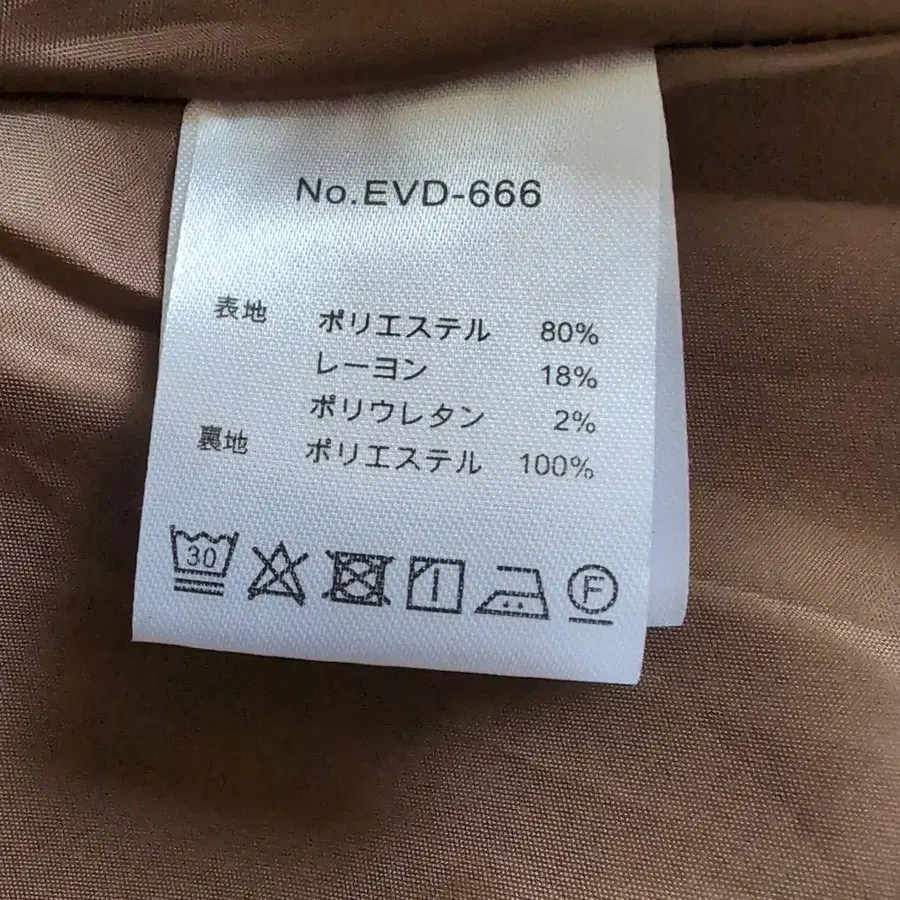 No.EVD-666
表地 ポリエステル 80%
レーヨン 18%
ポリウレタン 2%
裏地 ポリエステル 100%
30 F